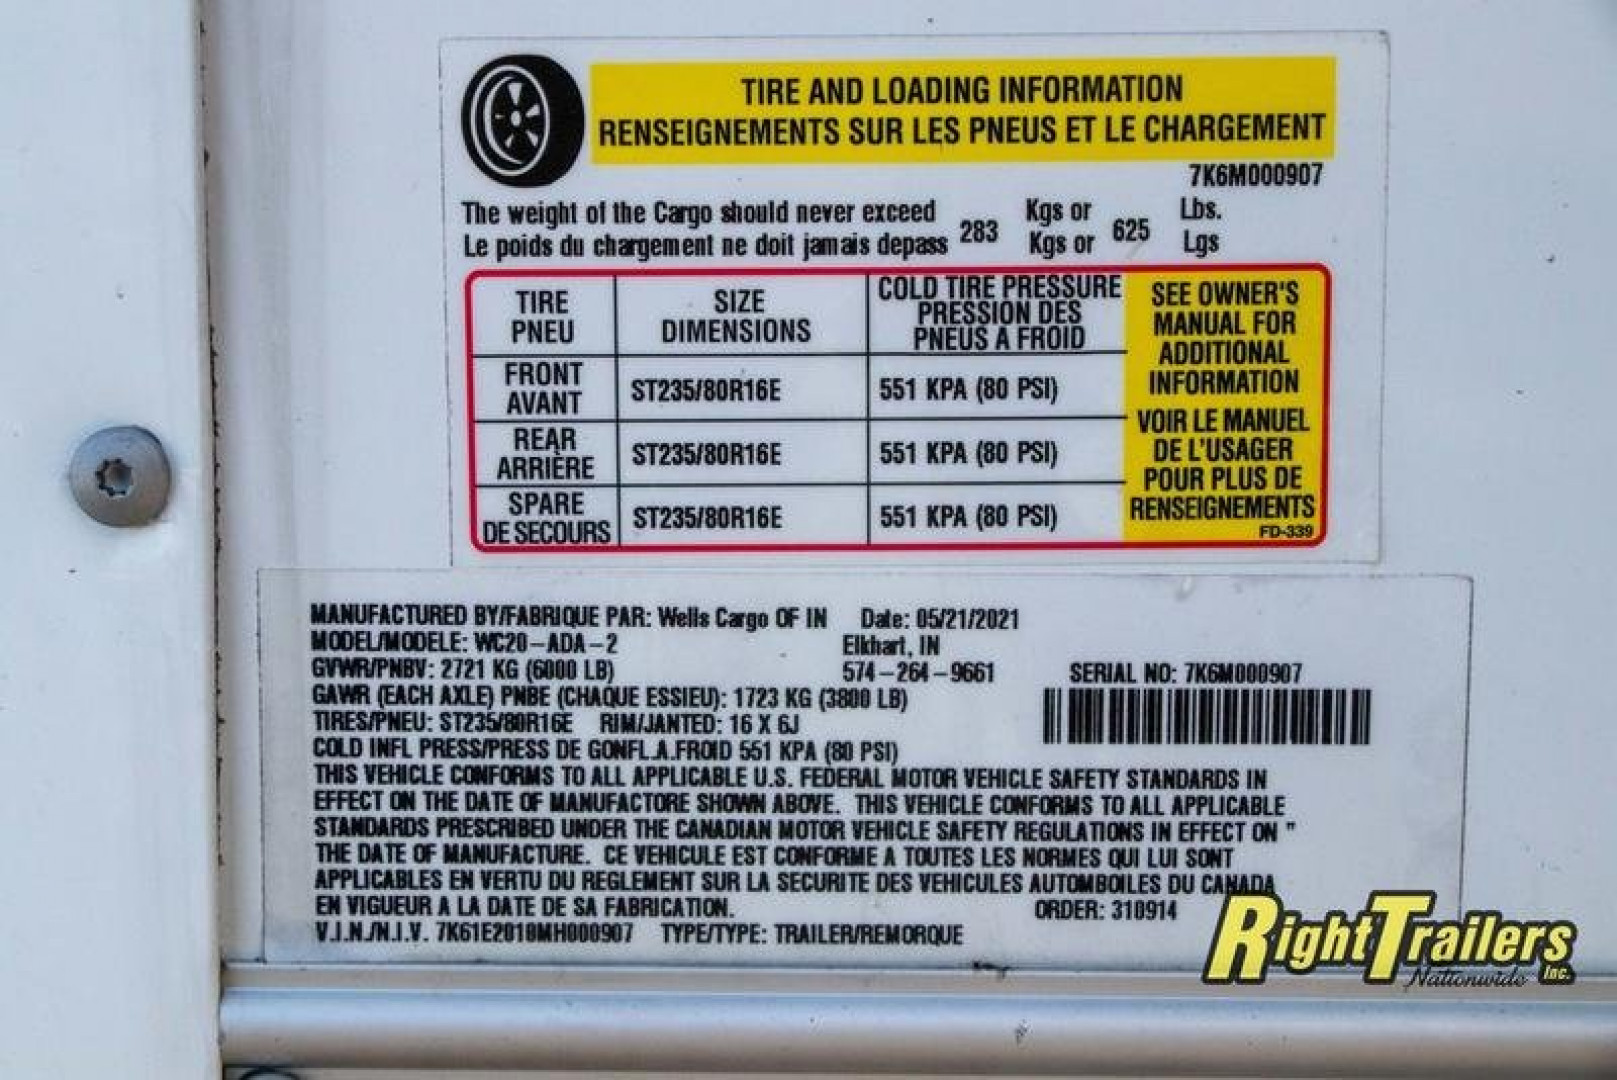 TIRE AND LOADING INFORMATION
RENSEIGNEMENTS SUR LES PNEUS ET LE CHARGEMENT
7K6M000907
The weight of the Cargo should never exceed 283 Kgs or 625 Lbs.
Le poids du chargement ne doit jamais depass Kgs or Lgs
TIRE
PNEU
SIZE
DIMENSIONS
COLD TIRE PRESSURE
PRESSION DES
PNEUS A FROID
FRONT
AVANT
ST235/80R16E
551 KPA (80 PSI)
REAR
ARRIÈRE
ST235/80R16E
551 KPA (80 PSI)
SPARE
DE SECOURS
ST235/80R16E
551 KPA (80 PSI)
SEE OWNER'S
MANUAL FOR
ADDITIONAL
INFORMATION
VOIR LE MANUEL
DE L'USAGER
POUR PLUS DE
RENSEIGNEMENTS
FD-339
MANUFACTURED BY/FABRIQUE PAR: Wells Cargo OF IN Date: 05/21/2021
MODEL/MODELE: WC20-ADA-2 Elkhart, IN
GVWR/PNBV: 2721 KG (6000 LB) 574-264-9661 SERIAL NO: 7K6M000907
GAWR (EACH AXLE) PNBE (CHAQUE ESSIEU): 1723 KG (3800 LB)
TIRES/PNEU: ST235/80R16E RIM/JANTED: 16 X 6J
COLD INFL PRESS/PRESS DE GONFL.A.FROID 551 KPA (80 PSI)
THIS VEHICLE CONFORMS TO ALL APPLICABLE U.S. FEDERAL MOTOR VEHICLE SAFETY STANDARDS IN
EFFECT ON THE DATE OF MANUFACTORE SHOWN ABOVE. THIS VEHICLE CONFORMS TO ALL APPLICABLE
STANDARDS PRESCRIBED UNDER THE CANADIAN MOTOR VEHICLE SAFETY REGULATIONS IN EFFECT ON "
THE DATE OF MANUFACTURE. CE VEHICULE EST CONFORME A TOUTES LES NORMES QUI LUI SONT
APPLICABLES EN VERTU DU REGLEMENT SUR LA SECURITE DES VEHICULES AUTOMBOILES DU CANADA
EN VIGUEUR A LA DATE DE SA FABRICATION. ORDER: 310914
V.I.N./N.I.V. 7K61E2018MH000907 TYPE/TYPE: TRAILER/REMORQUE
RightTrailers
Nationwide Inc.